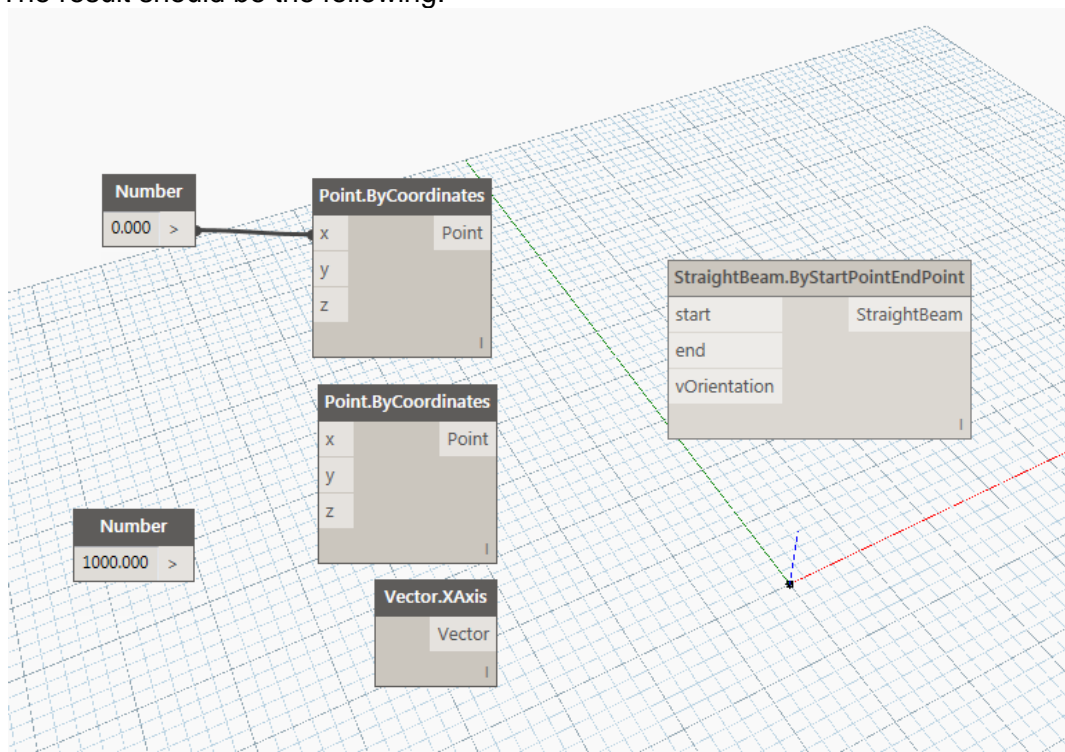 The result should be the following:
Number
0.000 >
Point.ByCoordinates
x Point
y
z
l
StraightBeam.ByStartPointEndPoint
start StraightBeam
end
vOrientation
l
Point.ByCoordinates
x Point
y
z
l
Number
1000.000 >
Vector.XAxis
Vector
l